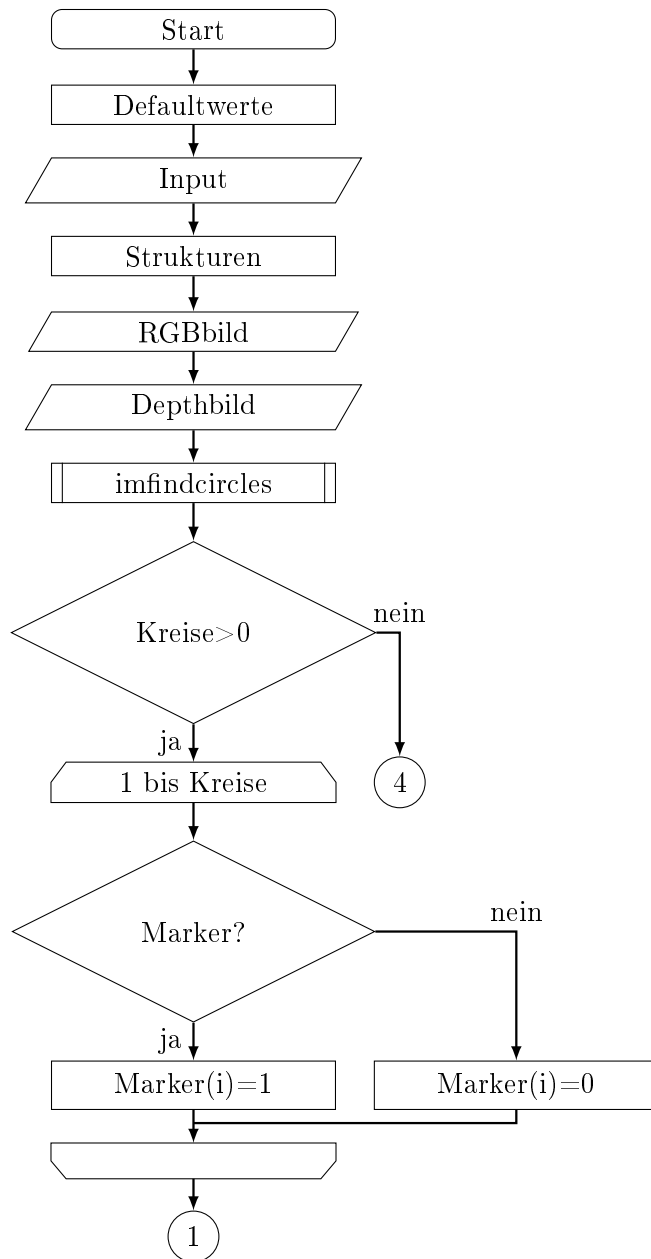 Start
Defaultwerte
Input
Strukturen
RGBbild
Depthbild
imfindcircles
Kreise>0
nein
ja
1 bis Kreise
4
Marker?
nein
ja
Marker(i)=1
Marker(i)=0
1